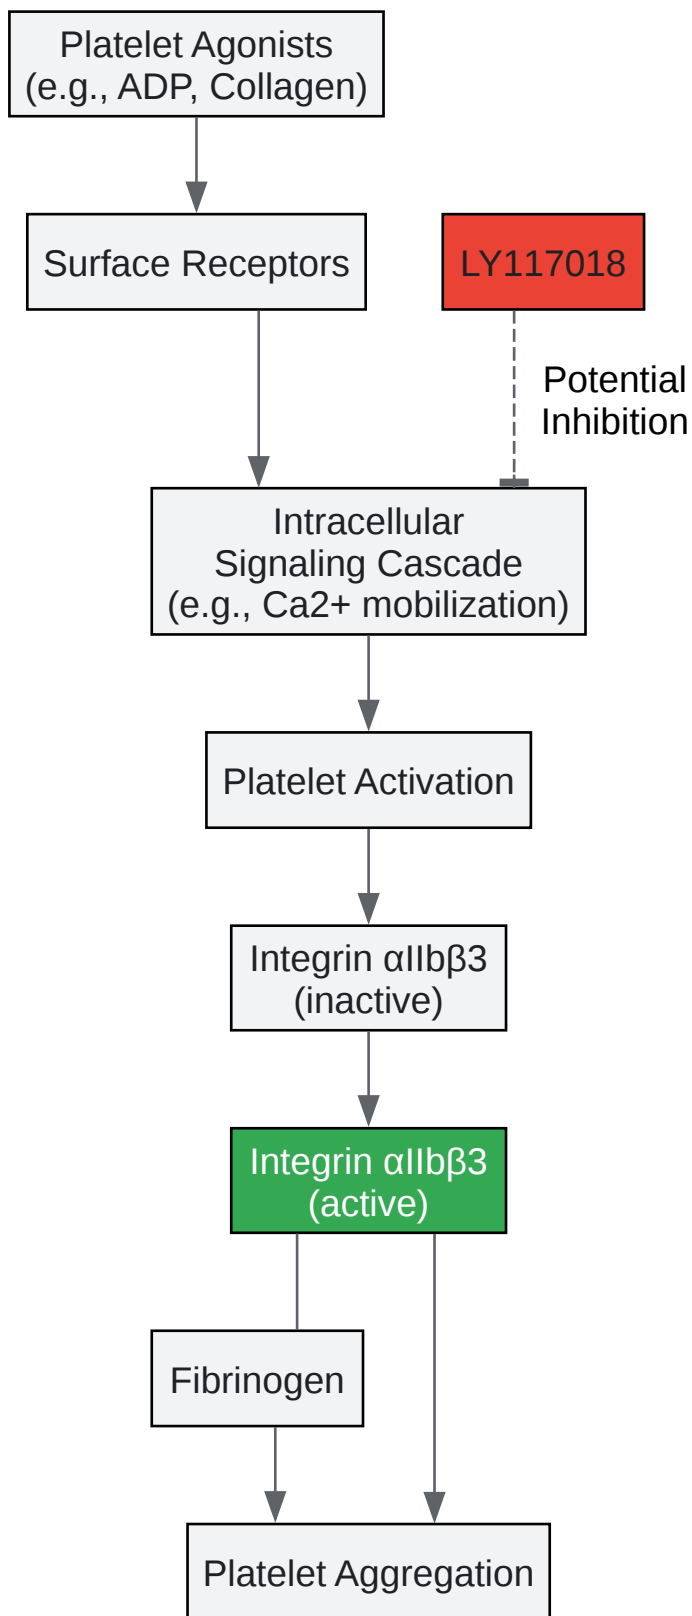 Platelet Agonists
(e.g., ADP, Collagen)
Surface Receptors
LY117018
Potential
Inhibition
Intracellular
Signaling Cascade
(e.g., Ca2+ mobilization)
Platelet Activation
Integrin αIIbβ3
(inactive)
Integrin αIIbβ3
(active)
Fibrinogen
Platelet Aggregation